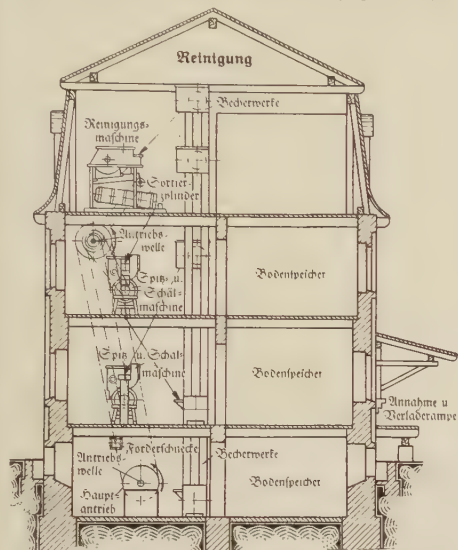 Reinigung
Becherwerke
Reinigungs-
maschine
Sortier-
zylinder
Antriebs-
welle
Spitz- u.
Schäl-
maschine
Bodenspeicher
Spitz u. Schäl
maschine
Bodenspeicher
Annahme u
Verladerampe
Förderschnecke
Becherwerke
Antriebs-
welle
Haupt-
antrieb
Bodenspeicher